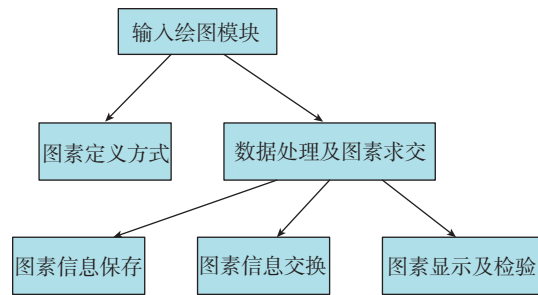 输入绘图模块
图素定义方式
数据处理及图素求交
图素信息保存
图素信息交换
图素显示及检验